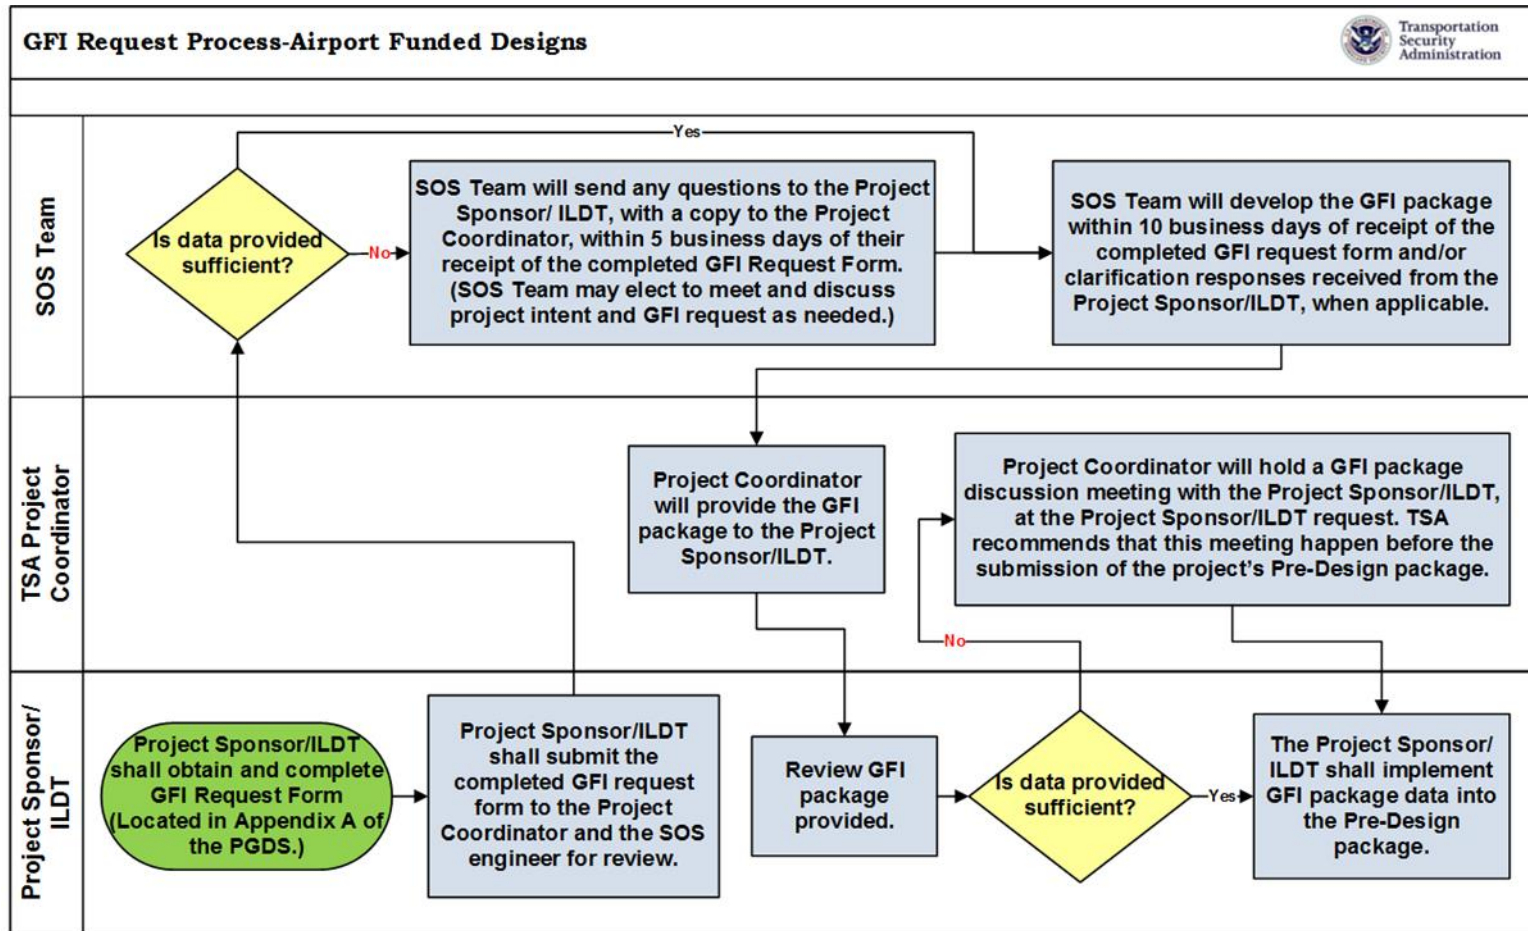 GFI Request Process-Airport Funded Designs
Transportation
Security
Administration
SOS Team
Is data provided
sufficient?
Yes
No
SOS Team will send any questions to the Project
Sponsor/ ILDT, with a copy to the Project
Coordinator, within 5 business days of their
receipt of the completed GFI Request Form.
(SOS Team may elect to meet and discuss
project intent and GFI request as needed.)
SOS Team will develop the GFI package
within 10 business days of receipt of the
completed GFI request form and/or
clarification responses received from the
Project Sponsor/ILDT, when applicable.
TSA Project
Coordinator
Project Coordinator
will provide the GFI
package to the Project
Sponsor/ILDT.
Project Coordinator will hold a GFI package
discussion meeting with the Project Sponsor/ILDT,
at the Project Sponsor/ILDT request. TSA
recommends that this meeting happen before the
submission of the project's Pre-Design package.
Project Sponsor/
ILDT
Project Sponsor/ILDT
shall obtain and complete
GFI Request Form
(Located in Appendix A of
the PGDS.)
Project Sponsor/ILDT
shall submit the
completed GFI request
form to the Project
Coordinator and the SOS
engineer for review.
Review GFI
package
provided.
Is data provided
sufficient?
No
Yes
The Project Sponsor/
ILDT shall implement
GFI package data into
the Pre-Design
package.